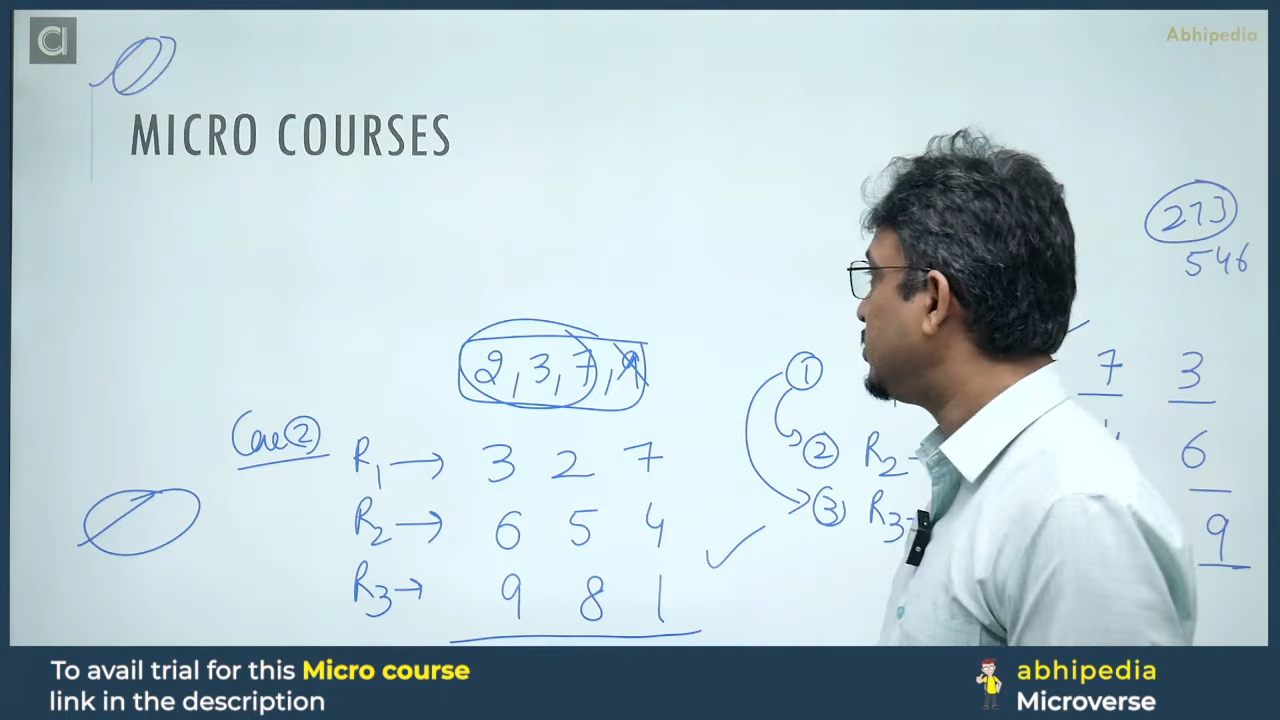 Abhipedia
MICRO COURSES
273
546
2, 3, 7, 9
Case 2
R1 → 3 2 7
R2 → 6 5 4
R3 → 9 8 1
1
7 3
2 R2
6
3 R3
9
To avail trial for this Micro course
link in the description
abhipedia
Microverse